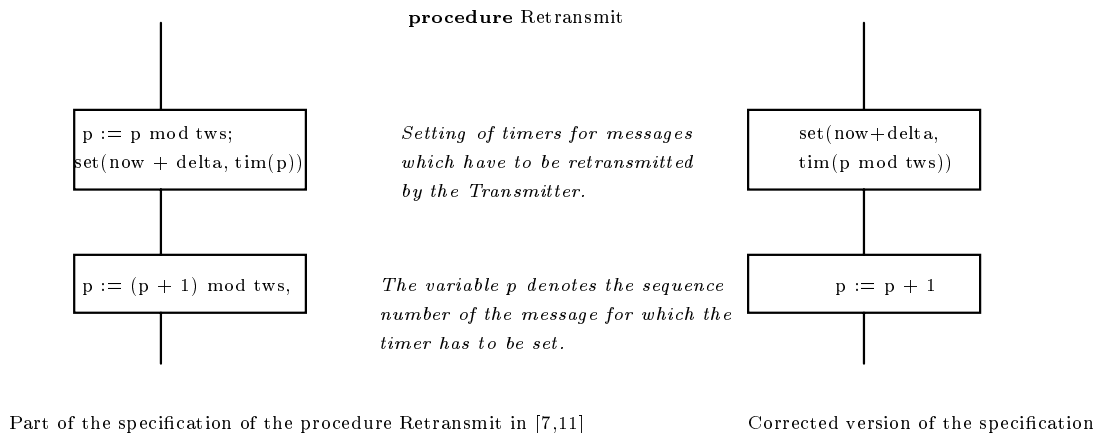 procedure Retransmit
p := p mod tws;
set(now + delta, tim(p))
Setting of timers for messages
which have to be retransmitted
by the Transmitter.
set(now+delta,
tim(p mod tws))
p := (p + 1) mod tws,
The variable p denotes the sequence
number of the message for which the
timer has to be set.
p := p + 1
Part of the specification of the procedure Retransmit in [7,11]
Corrected version of the specification